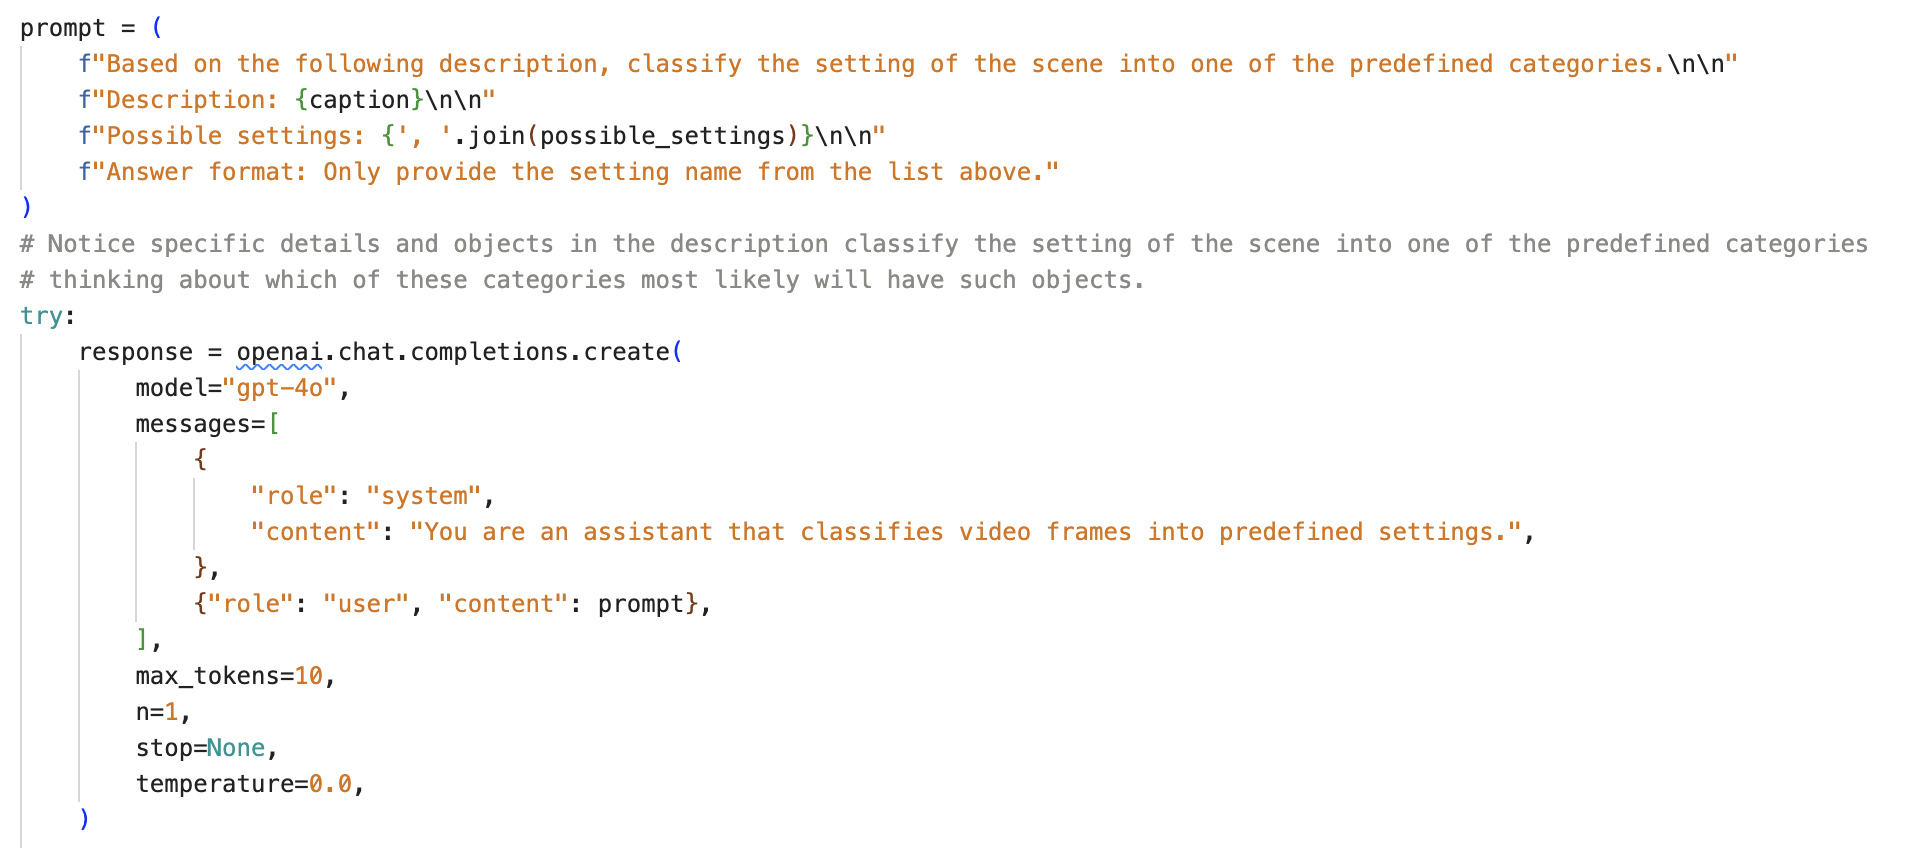 prompt = (
    f"Based on the following description, classify the setting of the scene into one of the predefined categories.\n\n"
    f"Description: {caption}\n\n"
    f"Possible settings: {', '.join(possible_settings)}\n\n"
    f"Answer format: Only provide the setting name from the list above."
)
# Notice specific details and objects in the description classify the setting of the scene into one of the predefined categories
# thinking about which of these categories most likely will have such objects.
try:
    response = openai.chat.completions.create(
        model="gpt-4o",
        messages=[
            {
                "role": "system",
                "content": "You are an assistant that classifies video frames into predefined settings.",
            },
            {"role": "user", "content": prompt},
        ],
        max_tokens=10,
        n=1,
        stop=None,
        temperature=0.0,
    )